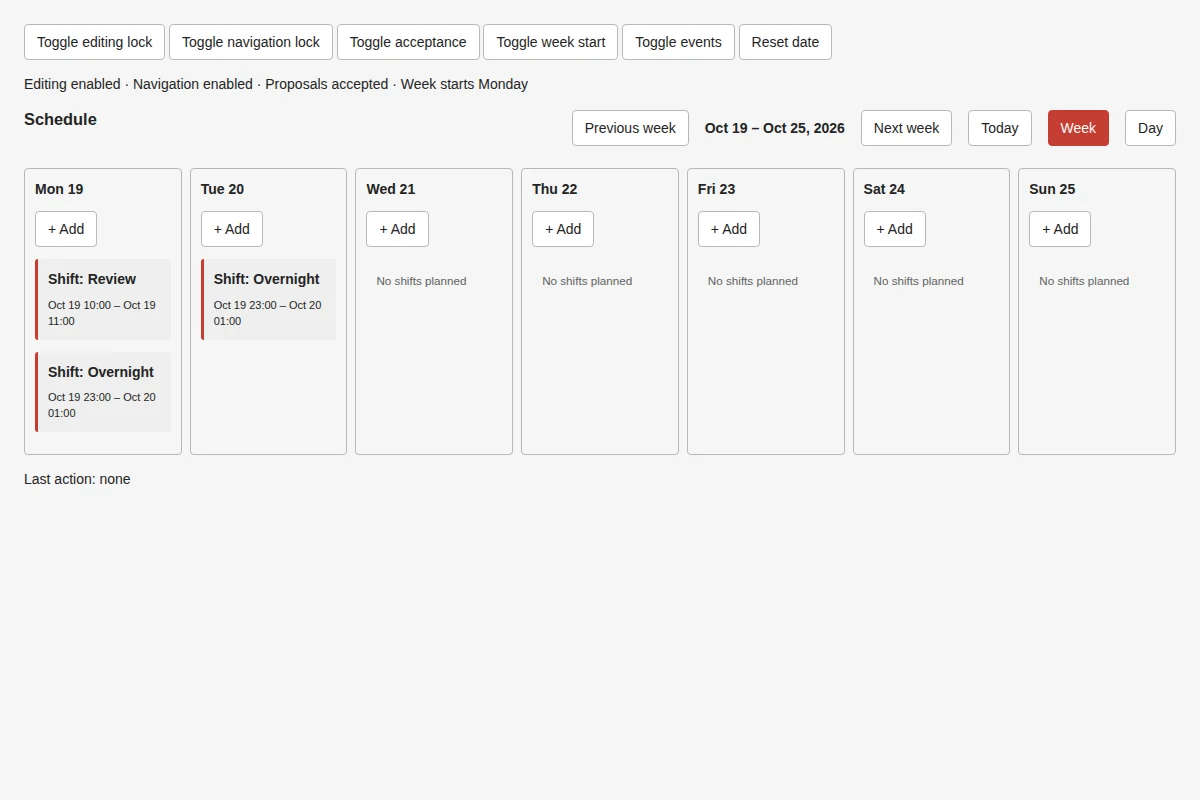 Toggle editing lock Toggle navigation lock Toggle acceptance Toggle week start Toggle events Reset date
Editing enabled · Navigation enabled · Proposals accepted · Week starts Monday
Schedule
Previous week Oct 19 – Oct 25, 2026 Next week Today Week Day
Mon 19
+ Add
Shift: Review
Oct 19 10:00 – Oct 19
11:00
Shift: Overnight
Oct 19 23:00 – Oct 20
01:00
Tue 20
+ Add
Shift: Overnight
Oct 19 23:00 – Oct 20
01:00
Wed 21
+ Add
No shifts planned
Thu 22
+ Add
No shifts planned
Fri 23
+ Add
No shifts planned
Sat 24
+ Add
No shifts planned
Sun 25
+ Add
No shifts planned
Last action: none